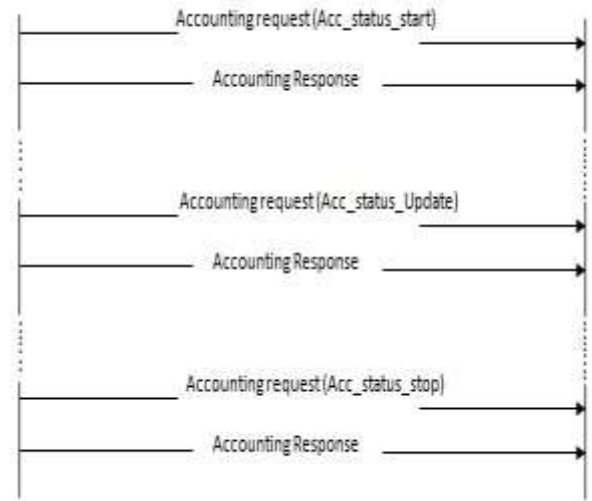 Accounting request (Acc_status_start)
Accounting Response
Accounting request (Acc_status_Update)
Accounting Response
Accounting request (Acc_status_stop)
Accounting Response